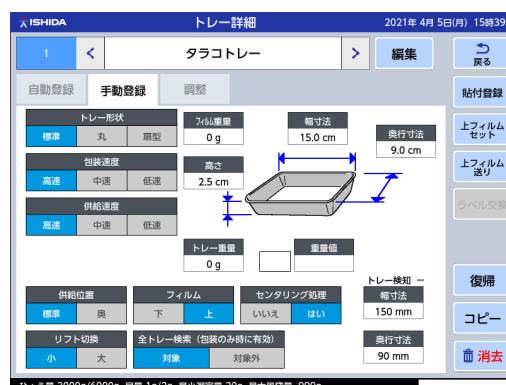 ISHIDA トレー詳細 2021年 4月 5日(月) 15時39
1 < タラコトレー > 編集 戻る
自動登録 手動登録 調整 貼付登録
トレー形状 フィルム重量 幅寸法 奥行寸法
標準 丸 扇型 0 g 15.0 cm 9.0 cm
上フィルム
セット
包装速度 高さ
高速 中速 低速 2.5 cm
上フィルム
送り
供給速度
高速 中速 低速
ラベル交換
トレー重量 重量値
0 g
トレー検知
供給位置 フィルム センタリング処理 幅寸法
標準 奥 下 上 いいえ はい 150 mm
復帰
コピー
リフト切換 全トレー検索 (包装のみ時に有効) 奥行寸法
小 大 対象 対象外 90 mm
消去